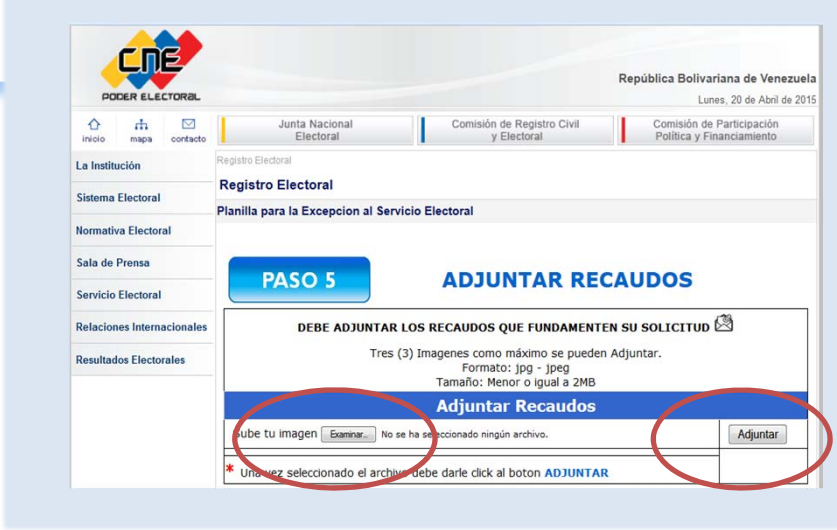 CNE
PODER ELECTORAL
República Bolivariana de Venezuela
Lunes, 20 de Abril de 2015
inicio mapa contacto
Junta Nacional
Electoral
Comisión de Registro Civil
y Electoral
Comisión de Participación
Política y Financiamiento
La Institución
Sistema Electoral
Normativa Electoral
Sala de Prensa
Servicio Electoral
Relaciones Internacionales
Resultados Electorales
Registro Electoral
Registro Electoral
Planilla para la Excepcion al Servicio Electoral
PASO 5
ADJUNTAR RECAUDOS
DEBE ADJUNTAR LOS RECAUDOS QUE FUNDAMENTEN SU SOLICITUD
Tres (3) Imagenes como máximo se pueden Adjuntar.
Formato: jpg - jpeg
Tamaño: Menor o igual a 2MB
Adjuntar Recaudos
Sube tu imagen Examinar... No se ha seleccionado ningún archivo. Adjuntar
* Una vez seleccionado el archivo debe darle click al boton ADJUNTAR